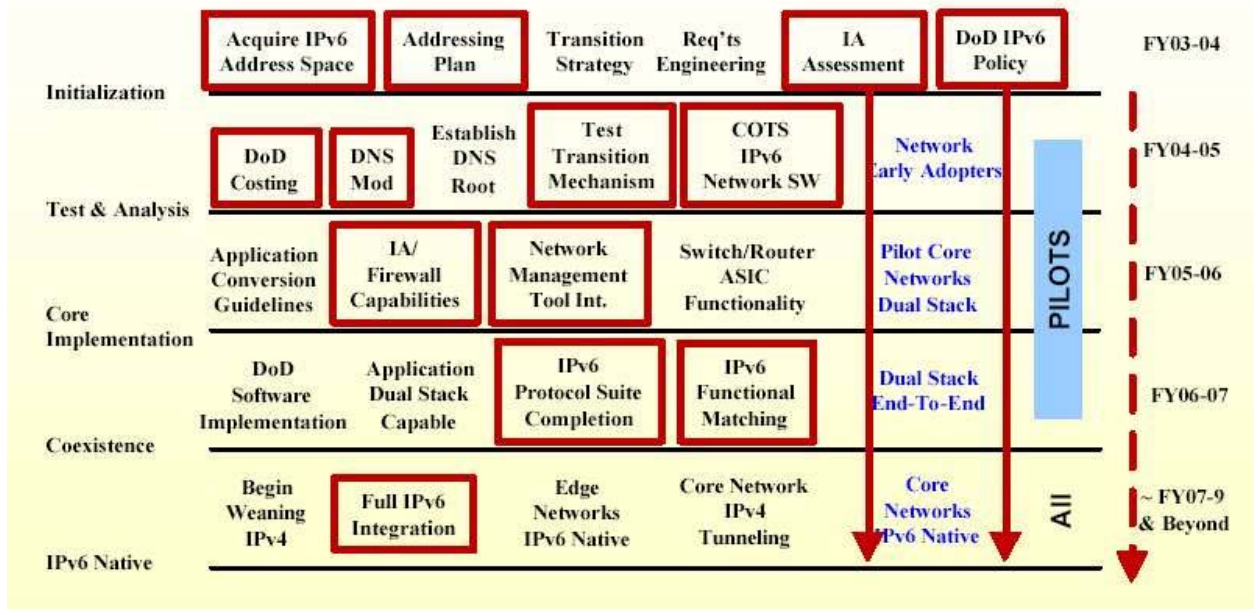 Acquire IPv6
Address Space
Addressing
Plan
Transition
Strategy
Req'ts
Engineering
IA
Assessment
DoD IPv6
Policy
FY03-04
Initialization
DoD
Costing
DNS
Mod
Establish
DNS
Root
Test
Transition
Mechanism
COTS
IPv6
Network SW
Network
Early Adopters
FY04-05
Test & Analysis
Application
Conversion
Guidelines
IA/
Firewall
Capabilities
Network
Management
Tool Int.
Switch/Router
ASIC
Functionality
Pilot Core
Networks
Dual Stack
PILOTS
FY05-06
Core
Implementation
DoD
Software
Implementation
Application
Dual Stack
Capable
IPv6
Protocol Suite
Completion
IPv6
Functional
Matching
Dual Stack
End-To-End
FY06-07
Coexistence
Begin
Weaning
IPv4
Full IPv6
Integration
Edge
Networks
IPv6 Native
Core Network
IPv4
Tunneling
Core
Networks
IPv6 Native
All
~ FY07-9
& Beyond
IPv6 Native